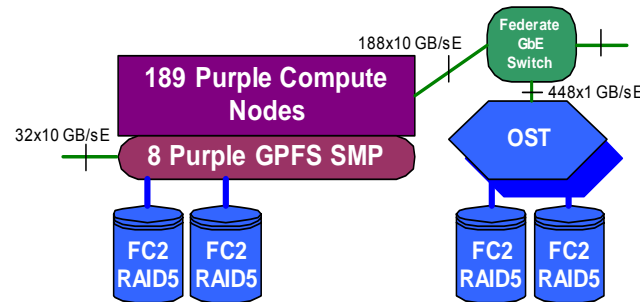 Federate
GbE
Switch
188x10 GB/sE
189 Purple Compute
Nodes
448x1 GB/sE
32x10 GB/sE
8 Purple GPFS SMP
OST
FC2
RAID5
FC2
RAID5
FC2
RAID5
FC2
RAID5